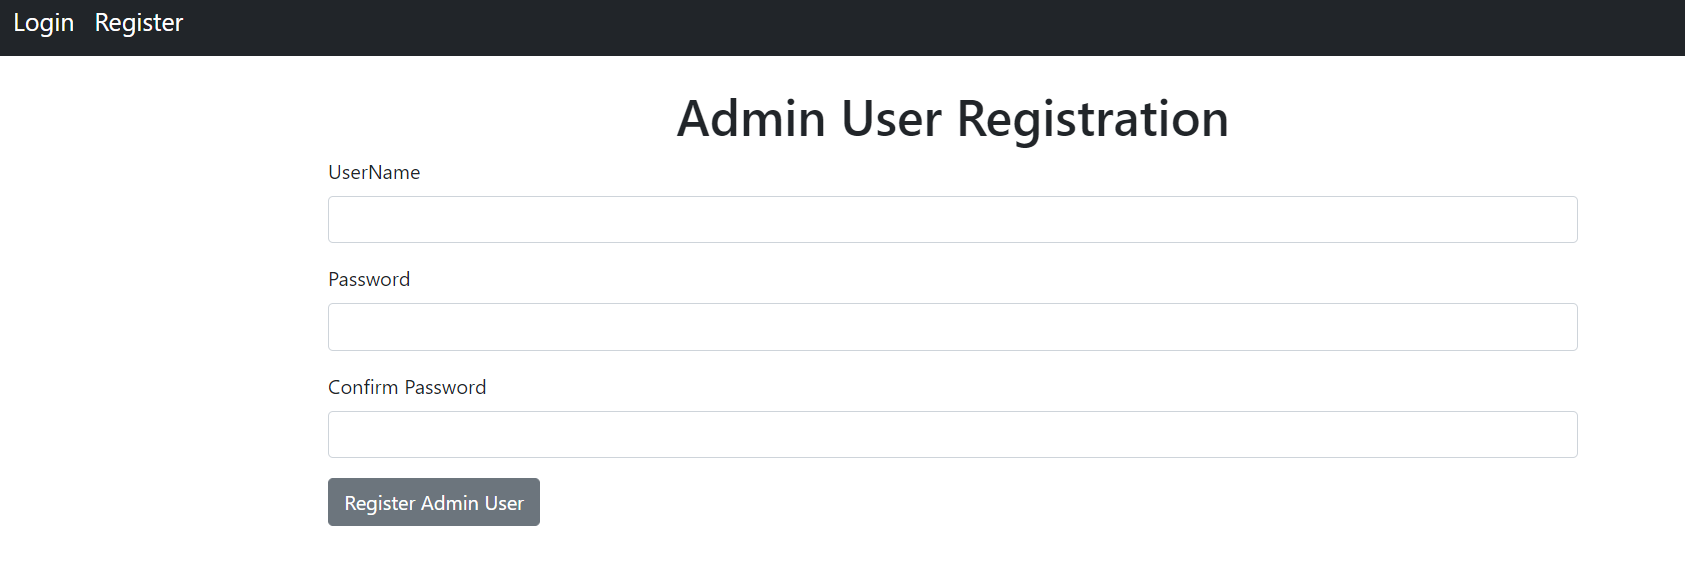 Login Register
Admin User Registration
UserName
Password
Confirm Password
Register Admin User